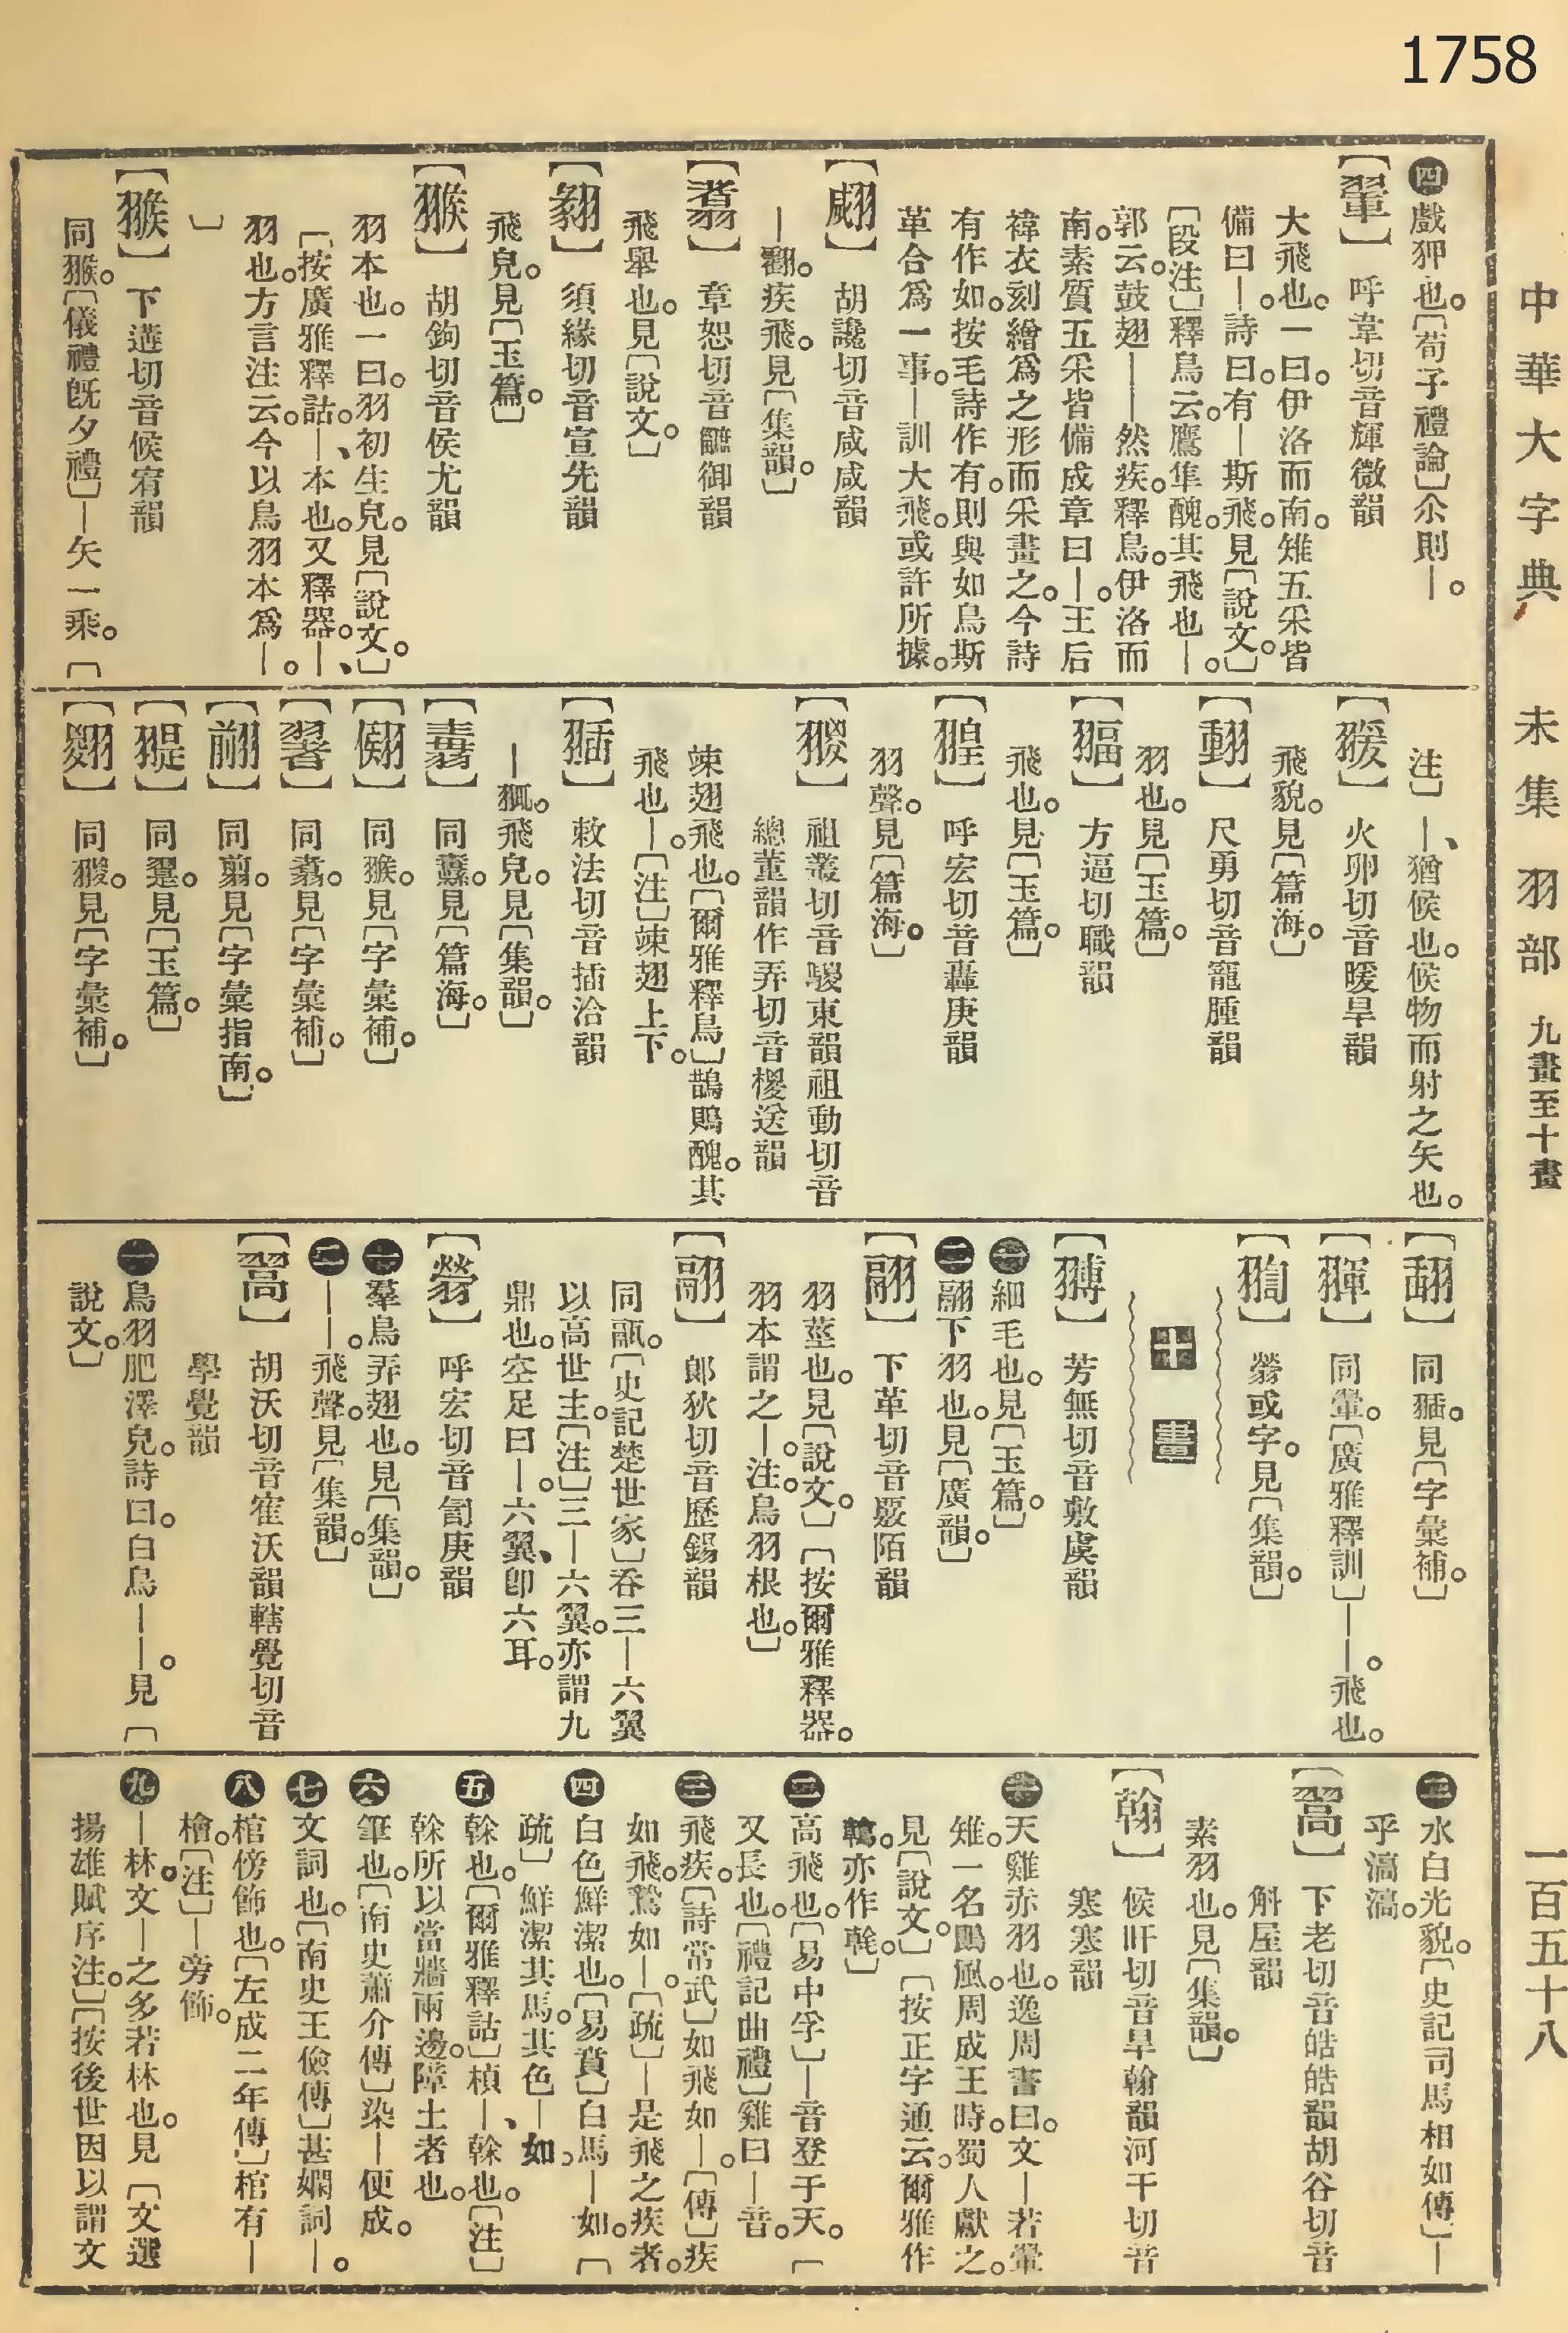 1758
中華大字典 未集 羽部 九畫至十畫 一百五十八
四戲狎也。〔荀子禮論〕尒則—。
【翬】 呼韋切音輝微韻
大飛也。一曰。伊洛而南。雉五采皆
備曰—。詩曰。有—斯飛。見〔說文。〕
〔段注〕釋鳥云。鷹隼醜。其飛也—。
郭云。鼓翅——然疾。釋鳥。伊洛而
南。素質五采皆備成章曰—。王后
褘衣刻繒爲之形而采畫之。今詩
有作如。按毛詩作有。則與如鳥斯
革合爲一事。—訓大飛。或許所據。
【䎗】 胡讒切音咸咸韻
—翻。疾飛。見〔集韻。〕
【翥】 章恕切音䬡御韻
飛舉也。見〔說文。〕
【䎘】 須緣切音宣先韻
飛皃。見〔玉篇。〕
【翭】 胡鉤切音侯尤韻
羽本也。一曰。羽初生皃。見〔說文。〕
〔按廣雅釋詁。—、本也。又釋器。—、
羽也。方言注云。今以鳥羽本爲—。
〕
【翭】 下遘切音候宥韻
同猴。〔儀禮旣夕禮〕—矢一乘。〔
注〕—、猶候也。候物而射之矢也。
【䎡】 火卵切音暖旱韻
飛貌。見〔篇海。〕
尺勇切音寵腫韻
羽也。見〔玉篇。〕
方逼切職韻
飛也。見〔玉篇。〕
【䎕】 呼宏切音轟庚韻
羽聲。見〔篇海。〕
【翪】 祖叢切音騣東韻祖動切音
總董韻作弄切音㯶送韻
竦翅飛也。〔爾雅釋鳥〕鵲鵙醜。其
飛也—。〔注〕竦翅上下。
敕法切音插洽韻
—翍。飛皃。見〔集韻。〕
同纛。見〔篇海。〕
同翭。見〔字彙補。〕
【翯】 同翥。見〔字彙補。〕
同翦。見〔字彙指南。〕
【翨】 同翨。見〔玉篇。〕
同翪。見〔字彙補。〕
見〔字彙補。〕
【翬】 同翬。〔廣雅釋訓〕——。飛也。
䎕或字。見〔集韻。〕
十畫
【䎔】 芳無切音敷虞韻
一細毛也。見〔玉篇。〕
二翮下羽也。見〔廣韻。〕
【翮】 下革切音覈陌韻
羽莖也。見〔說文。〕〔按爾雅釋器。
羽本謂之—。注。鳥羽根也。〕
【翮】 郎狄切音歷錫韻
同䰛。〔史記楚世家〕吞三—六翼
以高世主。〔注〕三—六翼。亦謂九
鼎也。空足曰—。六翼、卽六耳。
呼宏切音訇庚韻
一羣鳥弄翅也。見〔集韻。〕
二——。飛聲。見〔集韻。〕
【翯】 胡沃切音隺沃韻轄覺切音
學覺韻
一鳥羽肥澤皃。詩曰。白鳥——。見〔
說文。〕
二水白光貌。〔史記司馬相如傳〕—
乎滈滈。
【翯】 下老切音皓皓韻胡谷切音
斛屋韻
素羽也。見〔集韻。〕
【翰】 侯旰切音旱翰韻河干切音
寒寒韻
一天雞赤羽也。逸周書曰。文—若翬
雉。一名鷐風。周成王時。蜀人獻之。
見〔說文。〕〔按正字通云。爾雅作
鶾。亦作䧲。〕
二高飛也。〔易中孚〕—音登于天。〔
又長也。〔禮記曲禮〕雞曰—音。
三飛疾。〔詩常武〕如飛如—。〔傳〕疾
如飛。鷙如—。〔疏〕—是飛之疾者。
四白色鮮潔也。〔易賁〕白馬—如。〔
疏〕鮮潔其馬。其色—如。
五榦也。〔爾雅釋詁〕楨—、榦也。〔注〕
榦所以當牆兩邊。障土者也。
六筆也。〔南史蕭介傳〕染—便成。
七文詞也。〔南史王儉傳〕甚嫻詞—。
八棺傍飾也。〔左成二年傳〕棺有—
檜。〔注〕—旁飾。
九—林。文—之多若林也。見〔文選
揚雄賦序注。〕〔按後世因以謂文